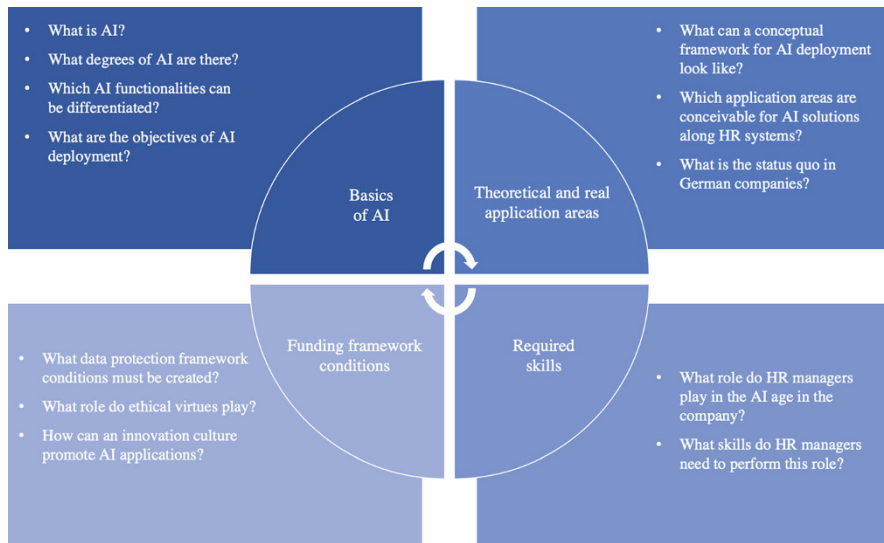 • What is AI?
• What degrees of AI are there?
• Which AI functionalities can
be differentiated?
• What are the objectives of AI
deployment?
Basics
of AI
• What can a conceptual
framework for AI deployment
look like?
• Which application areas are
conceivable for AI solutions
along HR systems?
• What is the status quo in
German companies?
Theoretical and real
application areas
Funding framework
conditions
• What data protection framework
conditions must be created?
• What role do ethical virtues play?
• How can an innovation culture
promote AI applications?
Required
skills
• What role do HR managers
play in the AI age in the
company?
• What skills do HR managers
need to perform this role?